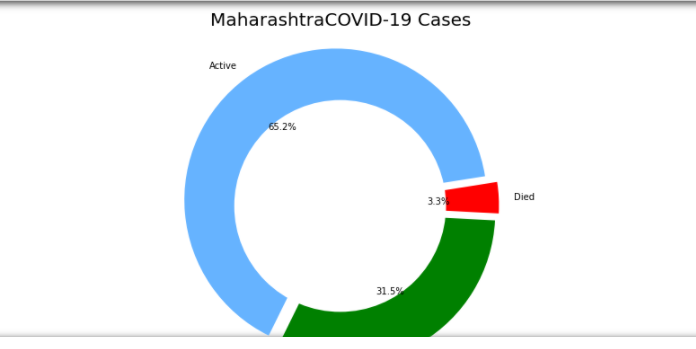 MaharashtraCOVID-19 Cases
Active
65.2%
3.3%
Died
31.5%